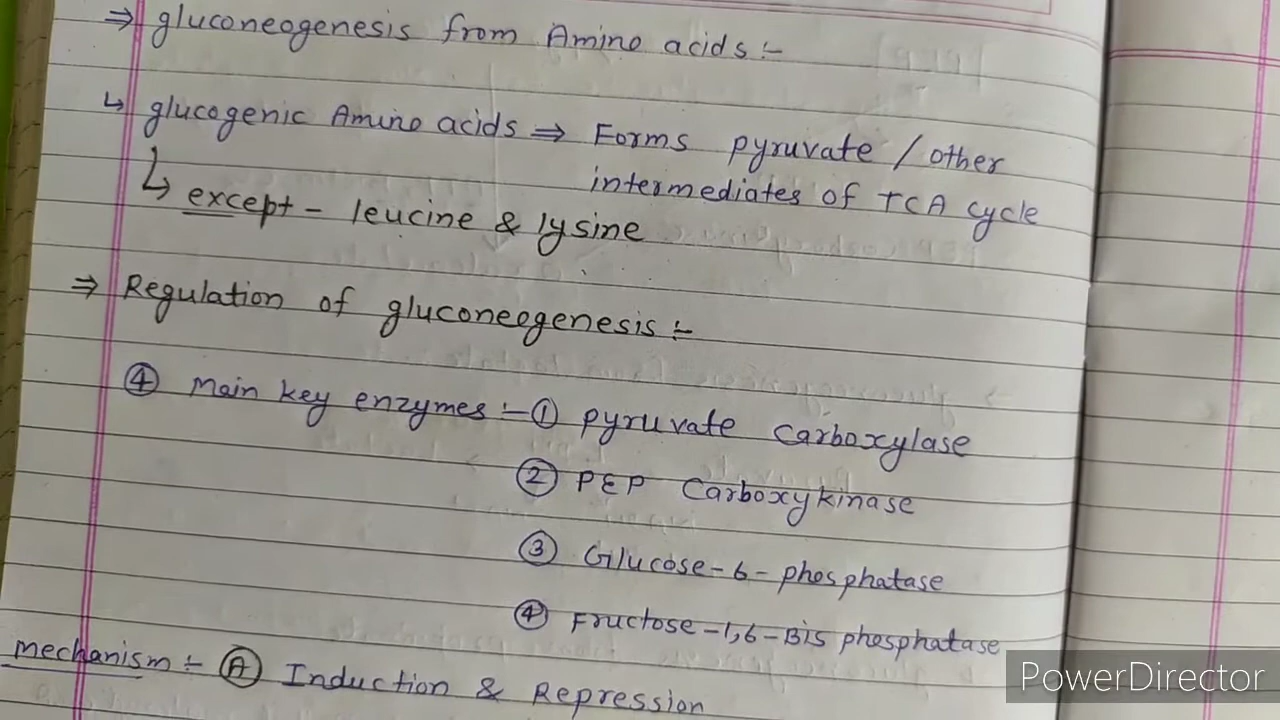 ⇒ gluconeogenesis from Amino acids :-
↳ glucogenic Amino acids ⇒ Forms pyruvate / other
intermediates of TCA cycle
↳ except - leucine & lysine
⇒ Regulation of gluconeogenesis :-
④ Main key enzymes :- ① pyruvate carboxylase
② PEP Carboxykinase
③ Glucose-6-phosphatase
④ Fructose-1,6-Bis phosphatase
mechanism :- Ⓐ Induction & Repression
PowerDirector